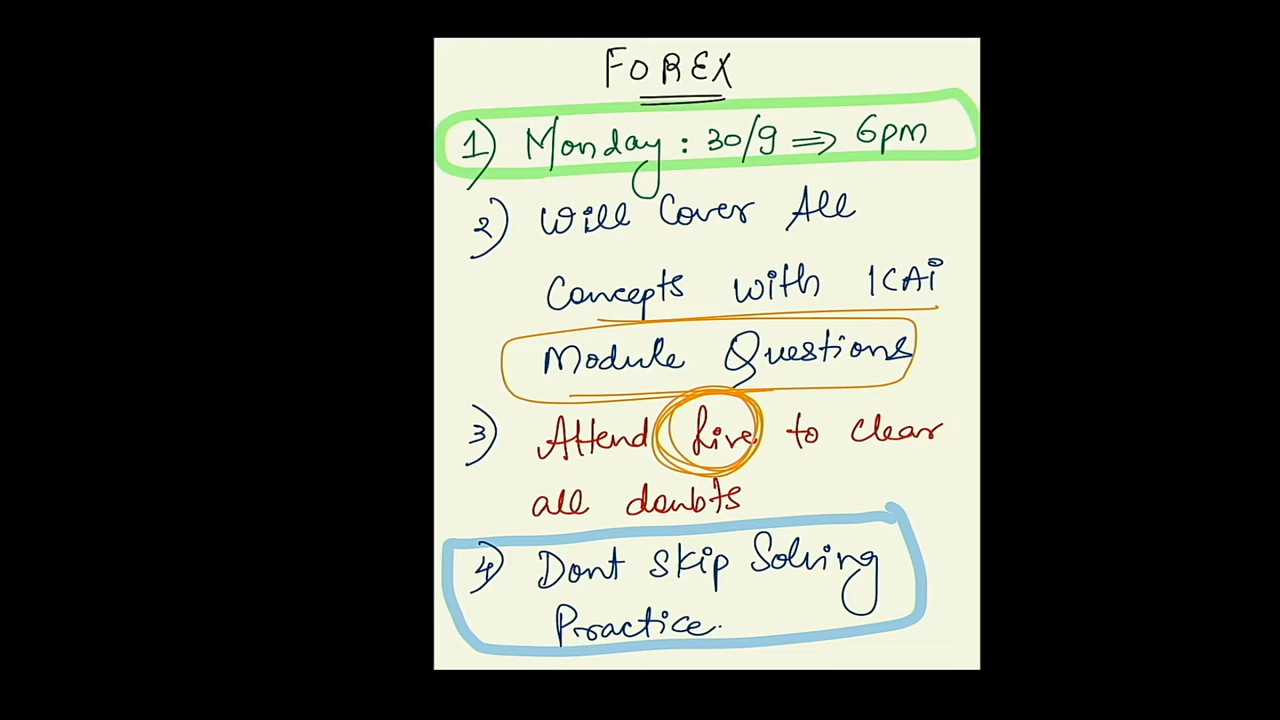 FOREX
1) Monday : 30/9 ⇒ 6pm
2) Will Cover All
Concepts with ICAi
Module Questions
3) Attend Live to clear
all doubts
4) Dont Skip Solving
Practice.